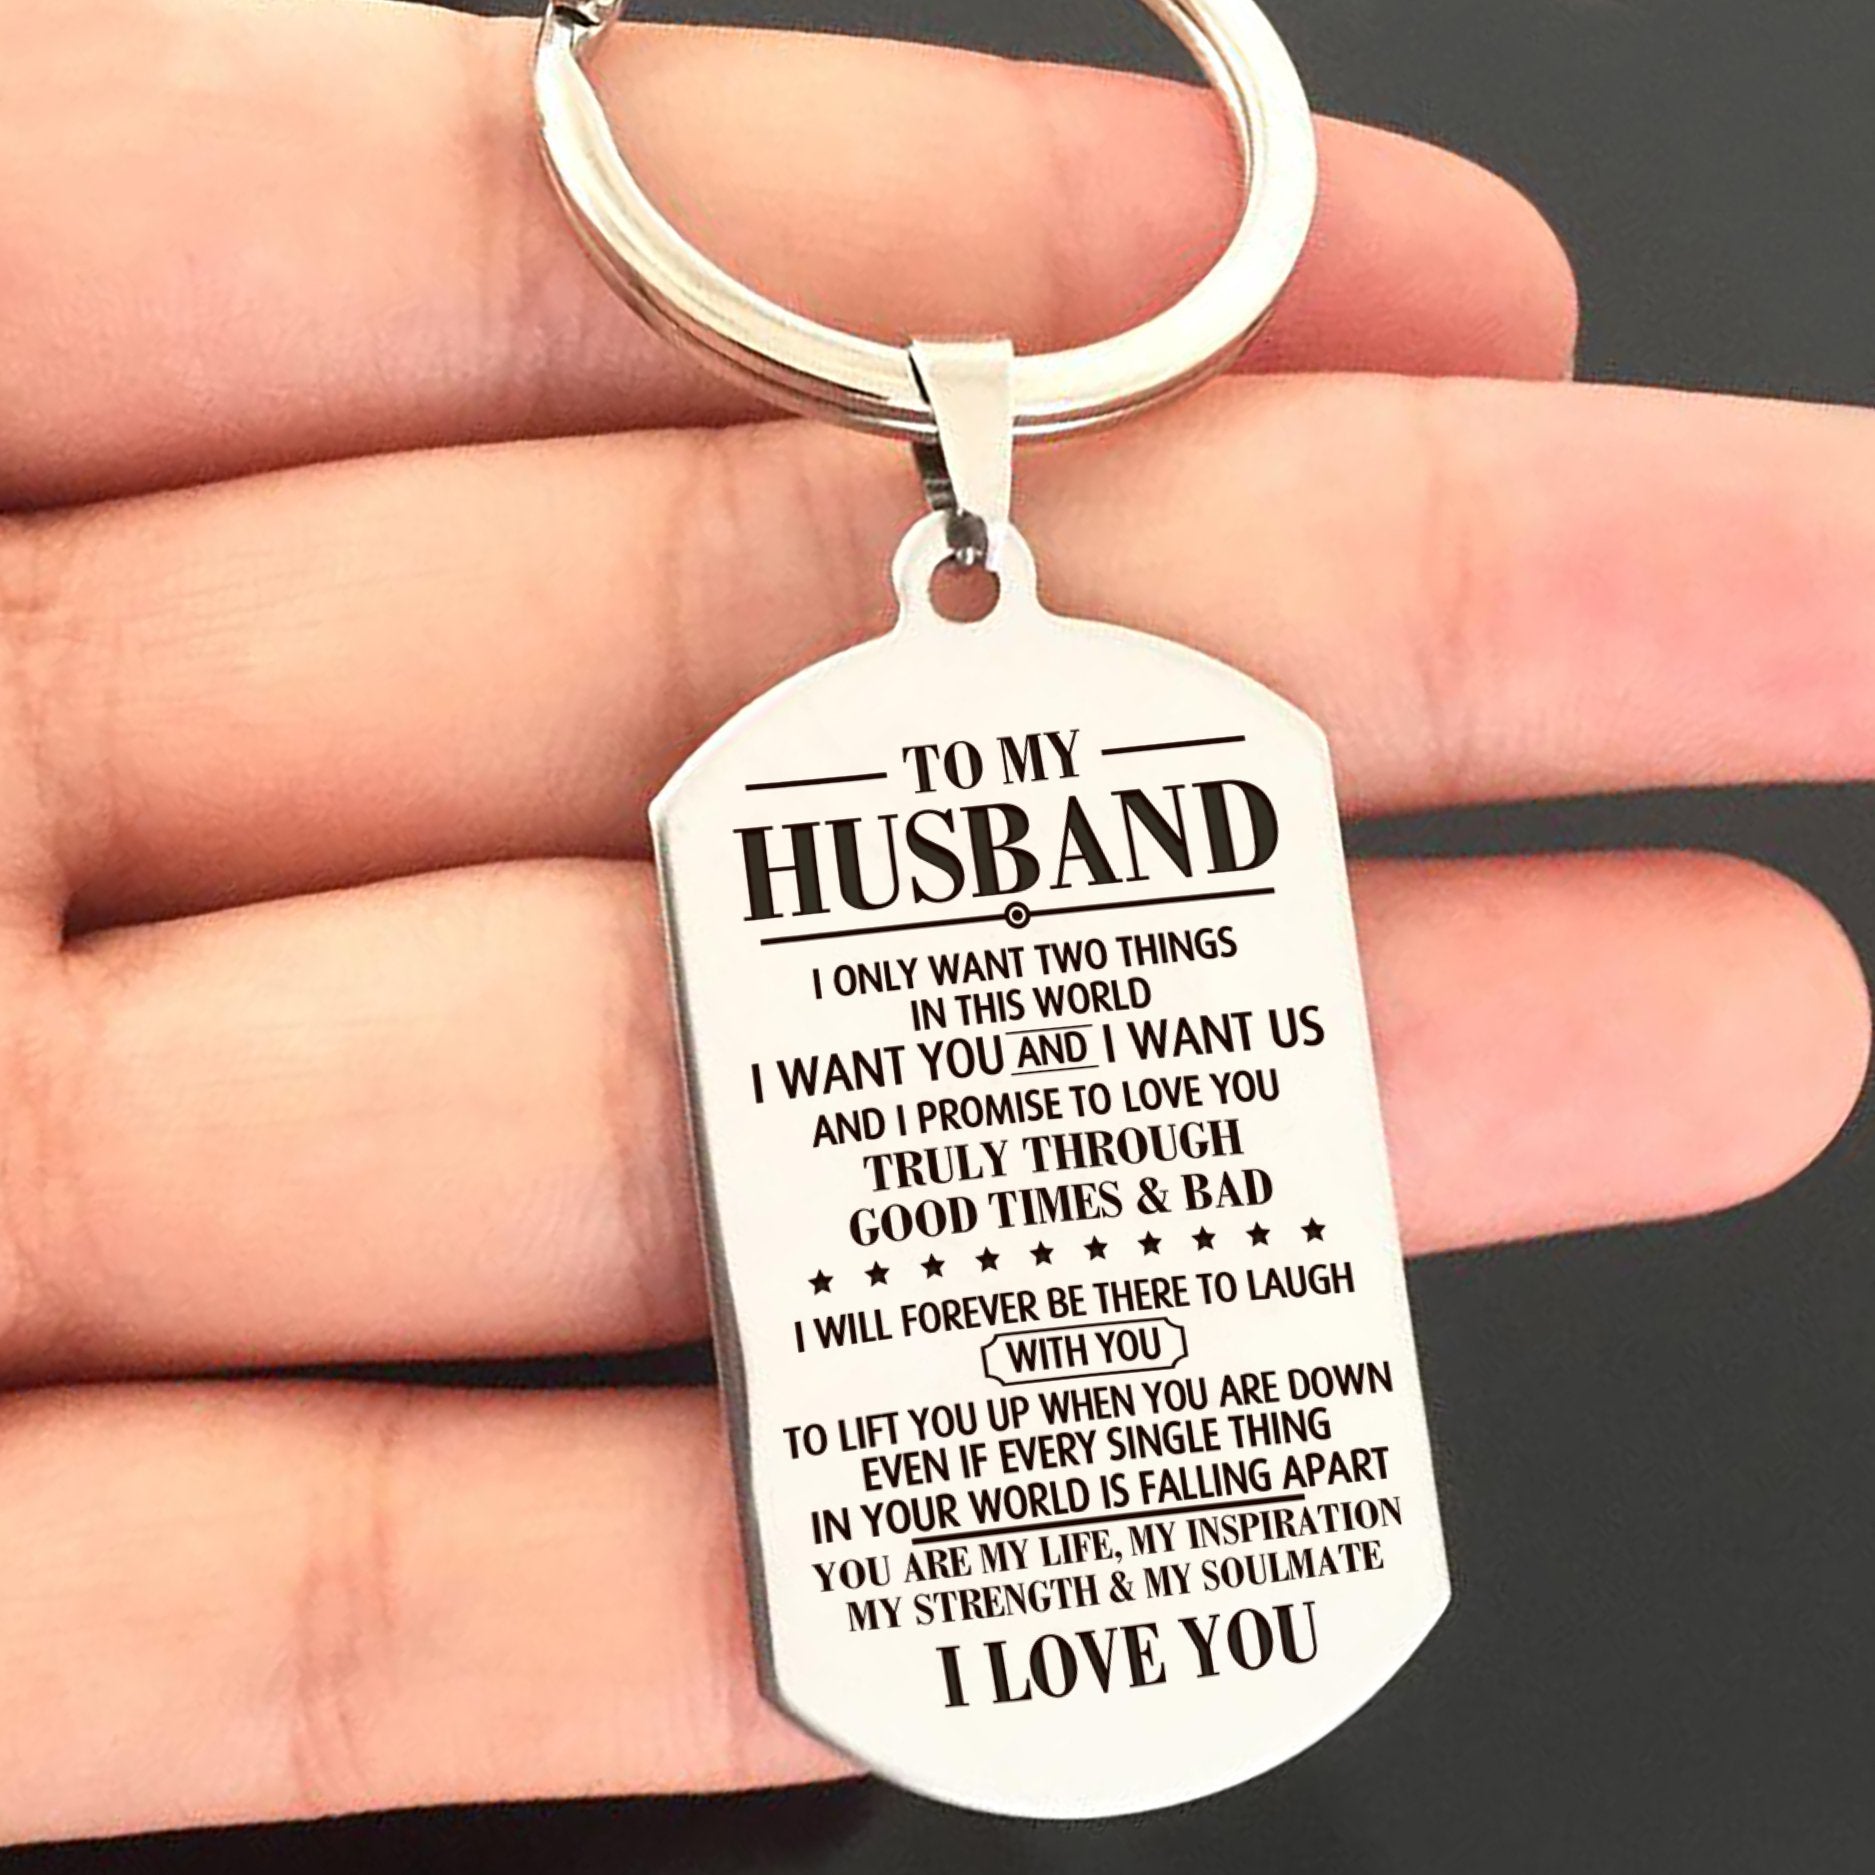 TO MY
HUSBAND
I ONLY WANT TWO THINGS
IN THIS WORLD
I WANT YOU AND I WANT US
AND I PROMISE TO LOVE YOU
TRULY THROUGH
GOOD TIMES & BAD
I WILL FOREVER BE THERE TO LAUGH
WITH YOU
TO LIFT YOU UP WHEN YOU ARE DOWN
EVEN IF EVERY SINGLE THING
IN YOUR WORLD IS FALLING APART
YOU ARE MY LIFE, MY INSPIRATION
MY STRENGTH & MY SOULMATE
I LOVE YOU